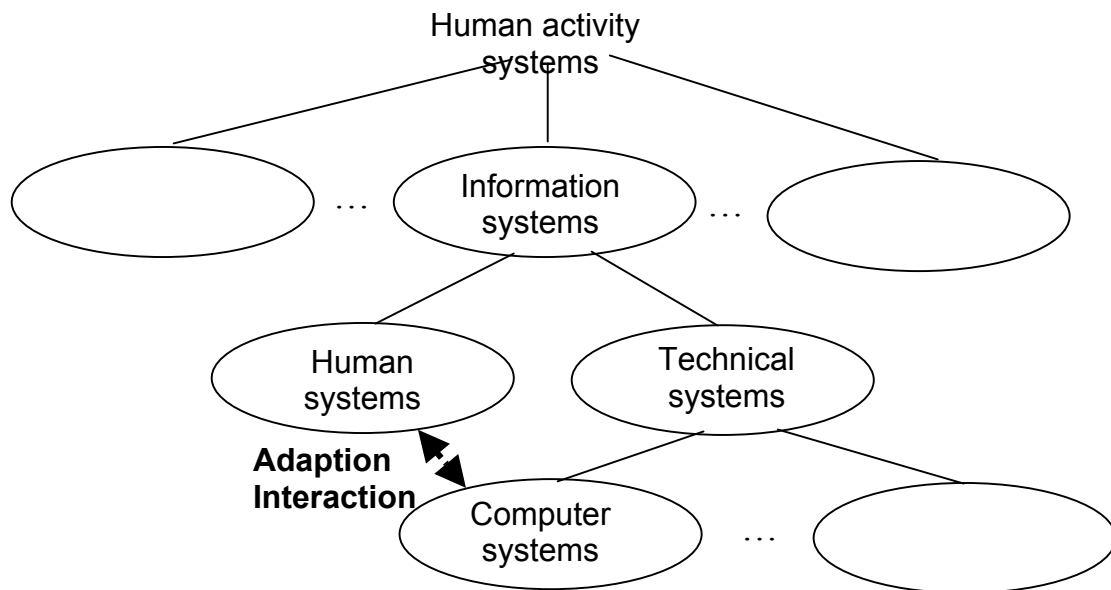 Human activity
systems
Information
systems
…
…
Human
systems
Technical
systems
Adaption
Interaction
Computer
systems
…